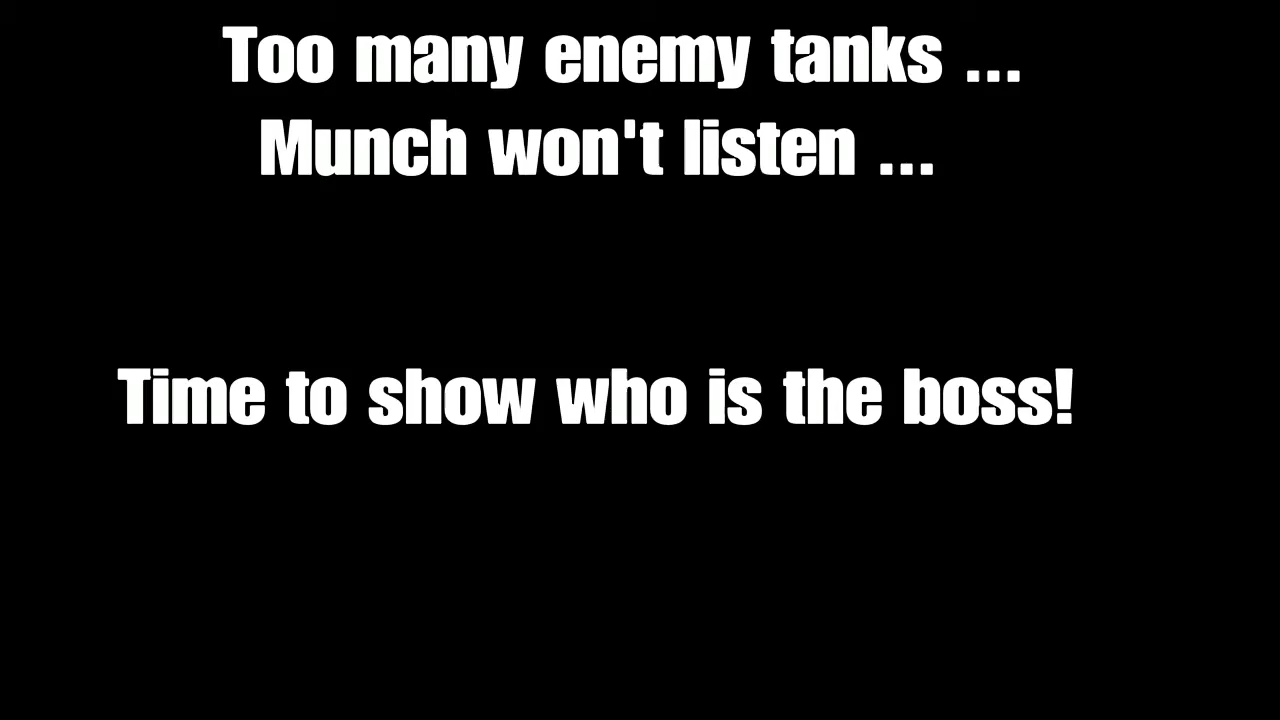 Too many enemy tanks ...
Munch won't listen ...
Time to show who is the boss!